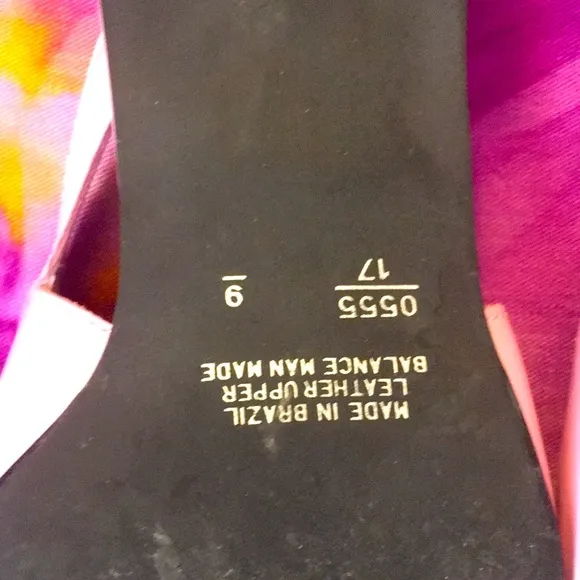 MADE IN BRAZIL
LEATHER UPPER
BALANCE MAN MADE
0555 6
17